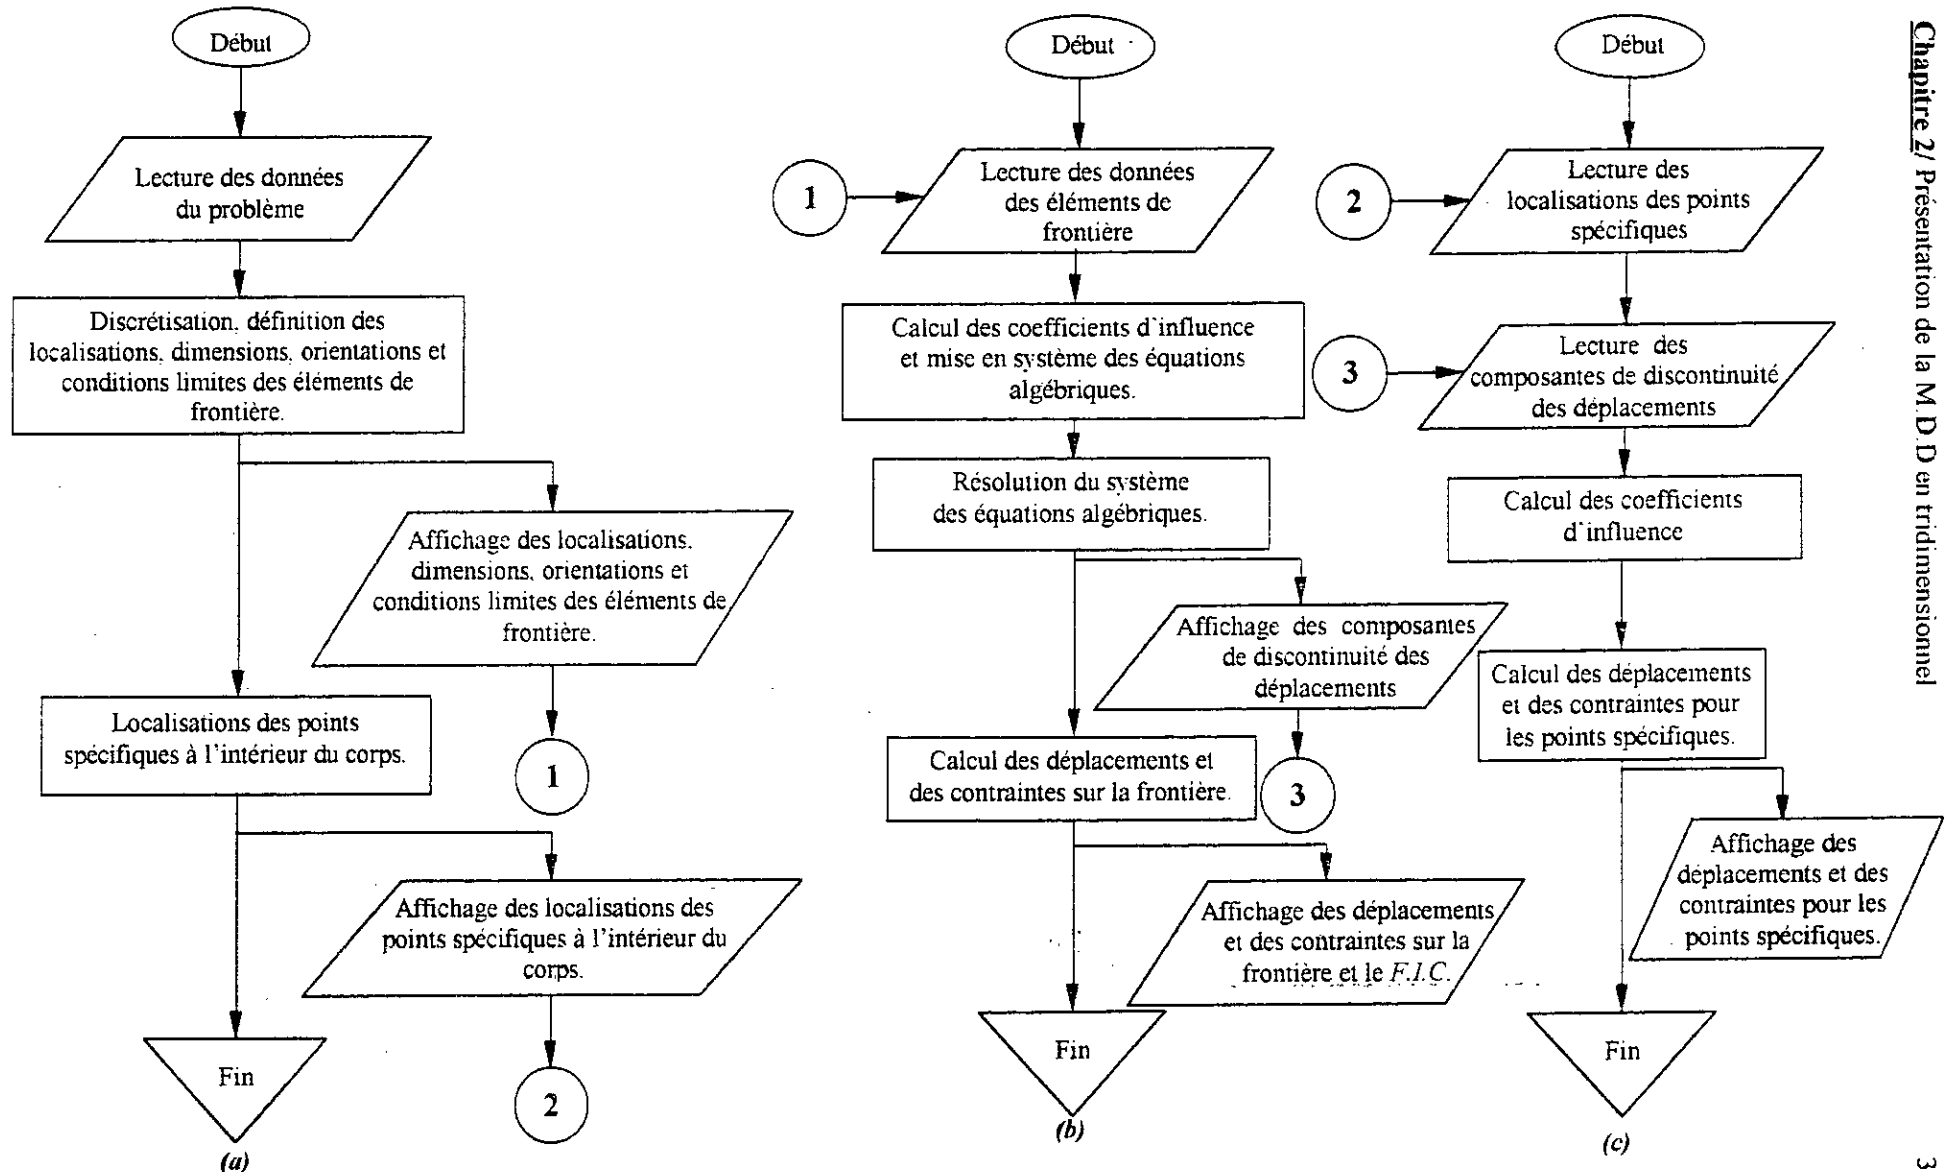 Chapitre 2/ Présentation de la M.D.D en tridimensionnel
3
Début
Lecture des données
du problème
Discrétisation, définition des
localisations, dimensions, orientations et
conditions limites des éléments de
frontière.
Affichage des localisations,
dimensions, orientations et
conditions limites des éléments de
frontière.
1
Localisations des points
spécifiques à l'intérieur du corps.
Affichage des localisations des
points spécifiques à l'intérieur du
corps.
2
Fin
(a)
Début
1
Lecture des données
des éléments de
frontière
Calcul des coefficients d'influence
et mise en système des équations
algébriques.
Résolution du système
des équations algébriques.
Affichage des composantes
de discontinuité des
déplacements
3
Calcul des déplacements et
des contraintes sur la frontière.
Affichage des déplacements
et des contraintes sur la
frontière et le F.I.C.
Fin
(b)
Début
2
Lecture des
localisations des points
spécifiques
3
Lecture des
composantes de discontinuité
des déplacements
Calcul des coefficients
d'influence
Calcul des déplacements
et des contraintes pour
les points spécifiques.
Affichage des
déplacements et des
contraintes pour les
points spécifiques.
Fin
(c)